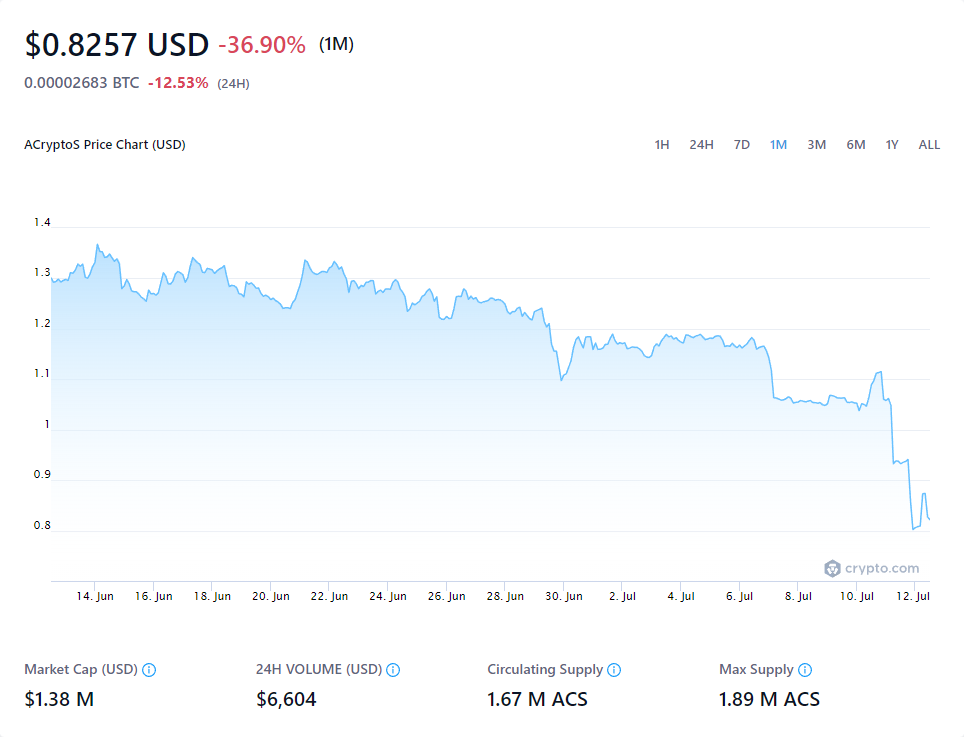 $0.8257 USD -36.90% (1M)
0.00002683 BTC -12.53% (24H)
ACryptoS Price Chart (USD) 1H 24H 7D 1M 3M 6M 1Y ALL
1.4
1.3
1.2
1.1
1
0.9
0.8
crypto.com
14. Jun 16. Jun 18. Jun 20. Jun 22. Jun 24. Jun 26. Jun 28. Jun 30. Jun 2. Jul 4. Jul 6. Jul 8. Jul 10. Jul 12. Jul
Market Cap (USD) 24H VOLUME (USD) Circulating Supply Max Supply
$1.38 M $6,604 1.67 M ACS 1.89 M ACS